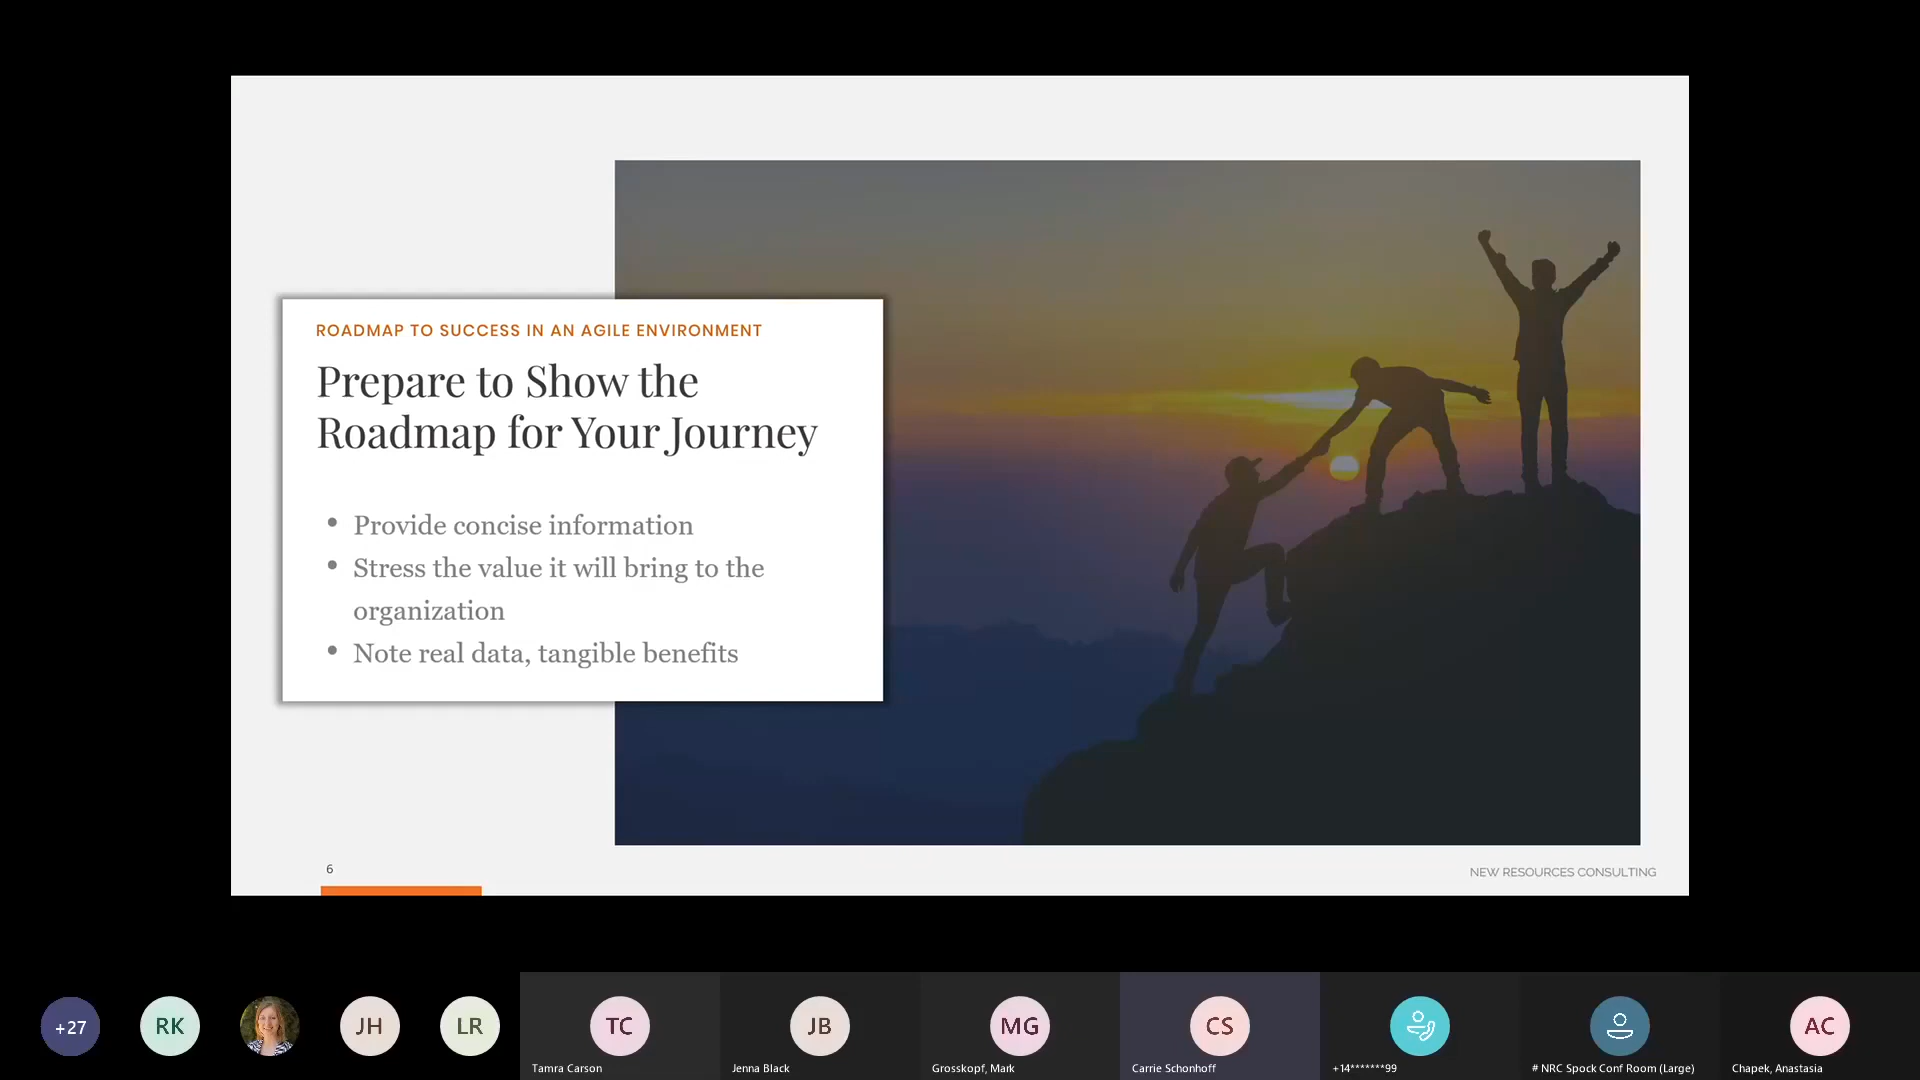 ROADMAP TO SUCCESS IN AN AGILE ENVIRONMENT
Prepare to Show the
Roadmap for Your Journey
• Provide concise information
• Stress the value it will bring to the
organization
• Note real data, tangible benefits
6
NEW RESOURCES CONSULTING
+27
RK
JH
LR
TC
JB
MG
CS
AC
Tamra Carson
Jenna Black
Grosskopf, Mark
Carrie Schonhoff
+14*******99
# NRC Spock Conf Room (Large)
Chapek, Anastasia